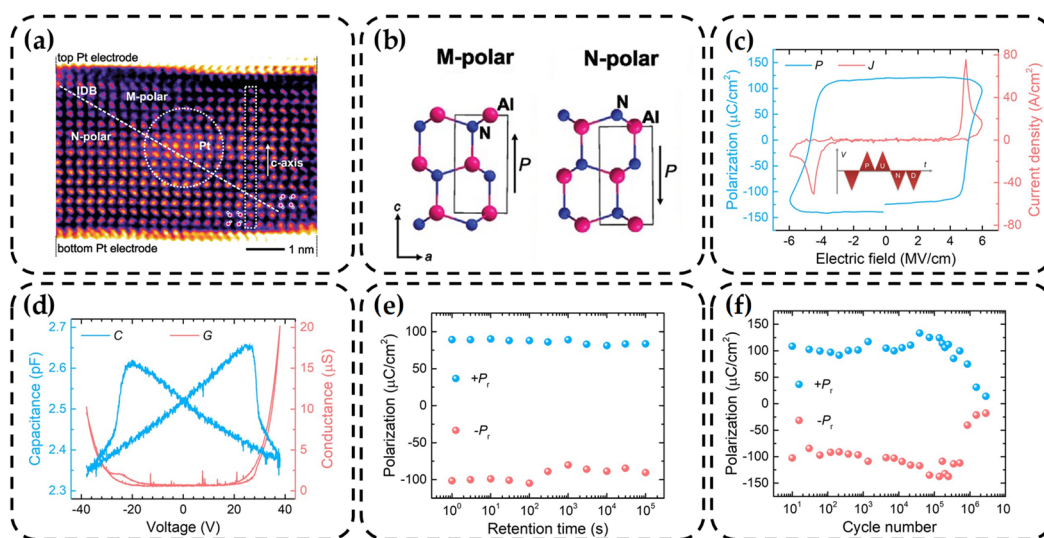 (a)
top Pt electrode
IDB
M-polar
N-polar
Pt
c-axis
bottom Pt electrode
1 nm
(b)
M-polar
N-polar
Al
N
P
N
Al
P
c
a
(c)
P
J
150
100
50
0
-50
-100
-150
80
60
40
20
0
-20
-40
-60
-80
V
t
P
U
N
D
-6 -4 -2 0 2 4 6
Polarization (μC/cm²)
Current density (A/cm²)
Electric field (MV/cm)
(d)
C
G
2.7
2.6
2.5
2.4
2.3
20
15
10
5
0
-40 -20 0 20 40
Capacitance (pF)
Conductance (μS)
Voltage (V)
(e)
100
50
0
-50
-100
+Pr
-Pr
10⁰ 10¹ 10² 10³ 10⁴ 10⁵
Polarization (μC/cm²)
Retention time (s)
(f)
150
100
50
0
-50
-100
-150
+Pr
-Pr
10¹ 10² 10³ 10⁴ 10⁵ 10⁶ 10⁷
Polarization (μC/cm²)
Cycle number